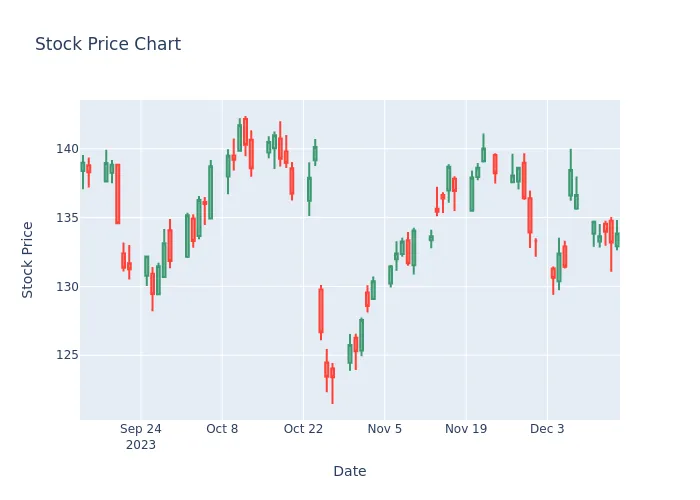 Stock Price Chart
140
135
130
125
Stock Price
Sep 24
2023
Oct 8
Oct 22
Nov 5
Nov 19
Dec 3
Date